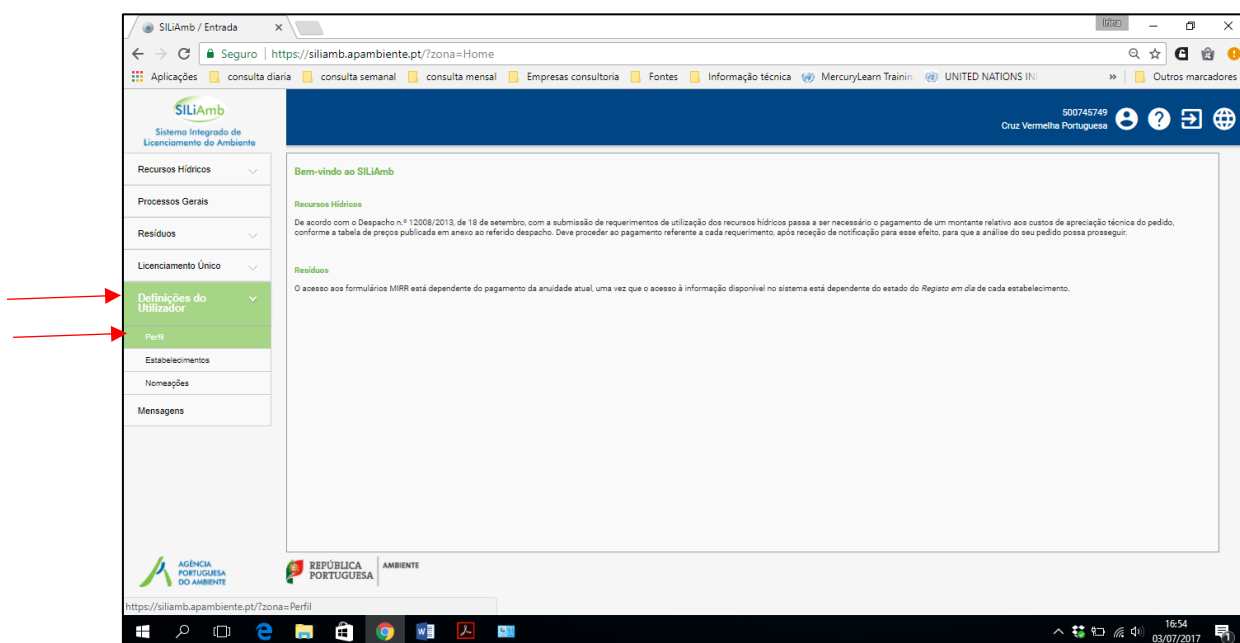 SILiAmb / Entrada
Irina
Seguro | https://siliamb.apambiente.pt/?zona=Home
Aplicações consulta diaria consulta semanal consulta mensal Empresas consultoria Fontes Informação técnica MercuryLearn Trainin UNITED NATIONS IN » Outros marcadores
SILiAmb
Sistema Integrado de
Licenciamento do Ambiente
500745749
Cruz Vermelha Portuguesa
Recursos Hídricos
Processos Gerais
Resíduos
Licenciamento Único
Definições do
Utilizador
Perfil
Estabelecimentos
Nomeações
Mensagens
Bem-vindo ao SILiAmb
Recursos Hídricos
De acordo com o Despacho n.º 12008/2013, de 18 de setembro, com a submissão de requerimentos de utilização dos recursos hídricos passa a ser necessário o pagamento de um montante relativo aos custos de apreciação técnica do pedido,
conforme a tabela de preços publicada em anexo ao referido despacho. Deve proceder ao pagamento referente a cada requerimento, após receção de notificação para esse efeito, para que a análise do seu pedido possa prosseguir.
Resíduos
O acesso aos formulários MIRR está dependente do pagamento da anuidade atual, uma vez que o acesso à informação disponível no sistema está dependente do estado do Registo em dia de cada estabelecimento.
AGÊNCIA
PORTUGUESA
DO AMBIENTE
REPÚBLICA
PORTUGUESA
AMBIENTE
https://siliamb.apambiente.pt/?zona=Perfil
16:54
03/07/2017